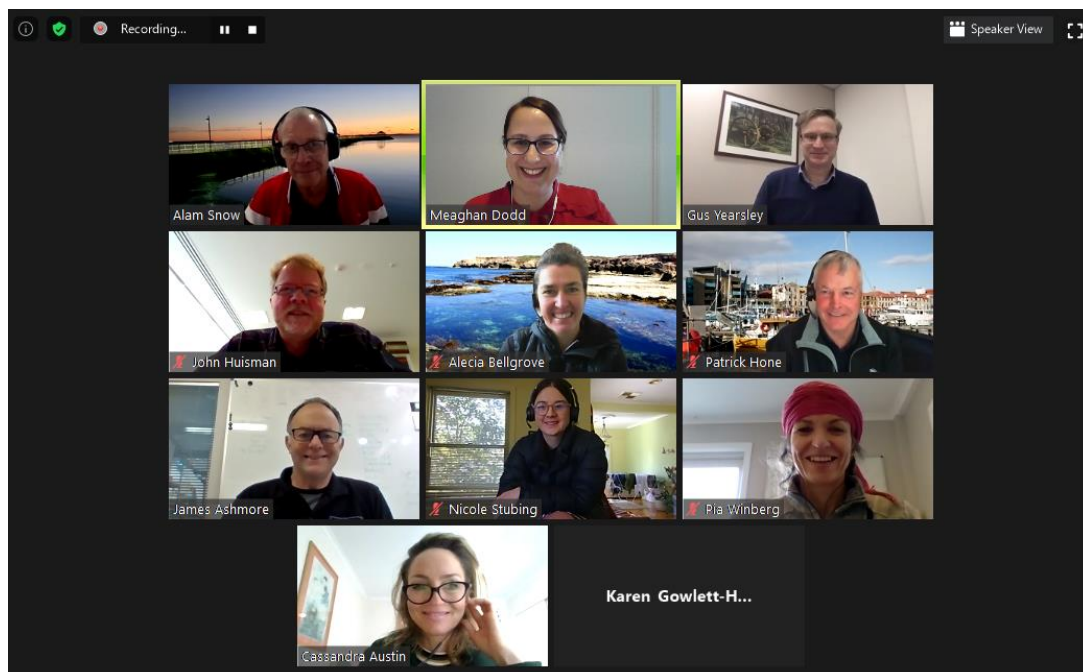 Recording...
Speaker View
Alam Snow
Meaghan Dodd
Gus Yearsley
John Huisman
Alecia Bellgrove
Patrick Hone
James Ashmore
Nicole Stubing
Pia Winberg
Cassandra Austin
Karen Gowlett-H...